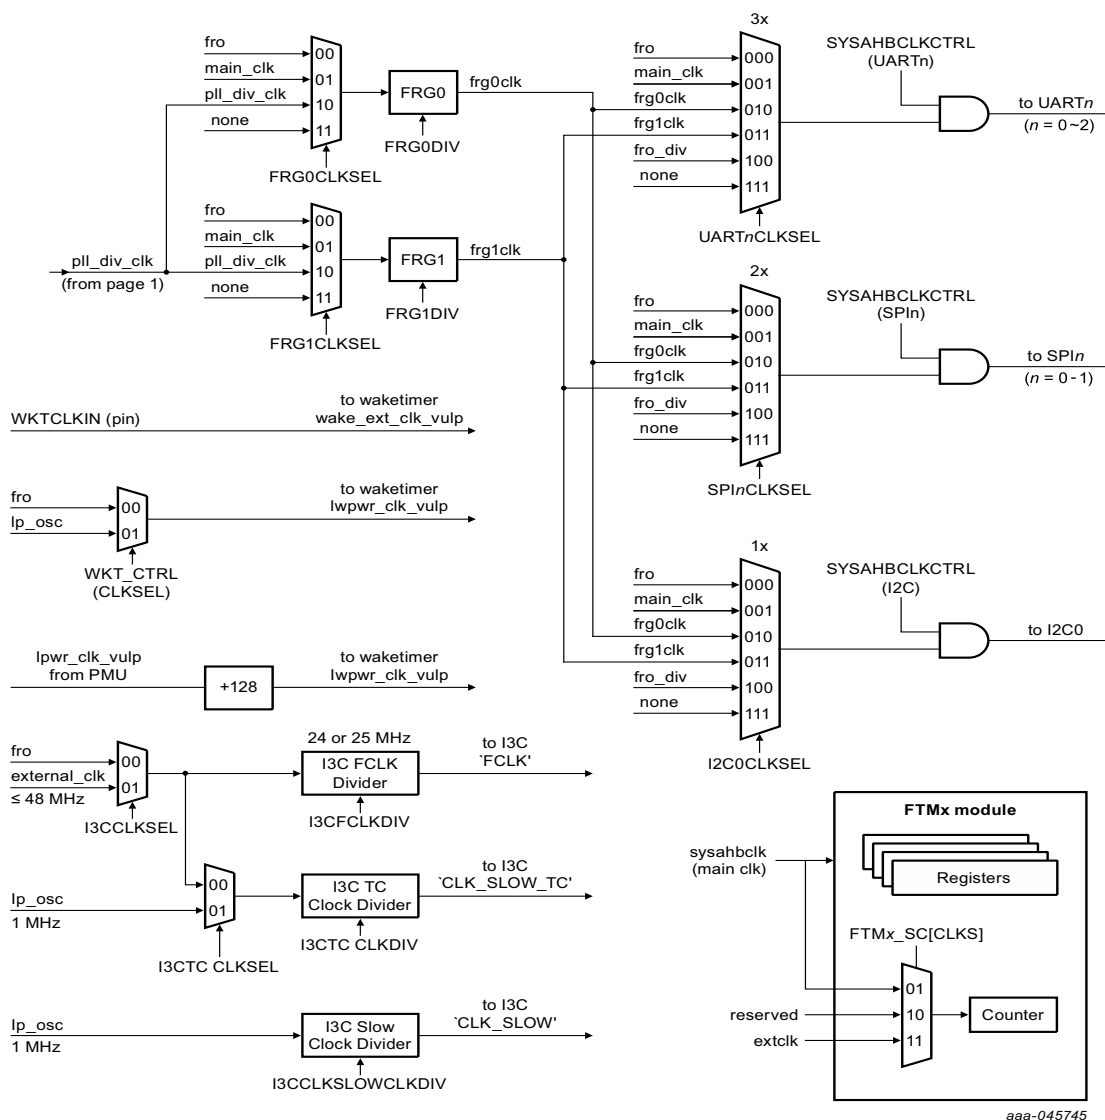 fro
main_clk
pll_div_clk
none
00
01
10
11
FRG0CLKSEL
FRG0
FRG0DIV
frg0clk
fro
main_clk
pll_div_clk
none
00
01
10
11
FRG1CLKSEL
FRG1
FRG1DIV
frg1clk
pll_div_clk
(from page 1)
WKTCLKIN (pin)
to waketimer
wake_ext_clk_vulp
fro
lp_osc
00
01
WKT_CTRL
(CLKSEL)
to waketimer
lwpwr_clk_vulp
lpwr_clk_vulp
from PMU
+128
to waketimer
lwpwr_clk_vulp
fro
external_clk
≤ 48 MHz
00
01
I3CCLKSEL
24 or 25 MHz
I3C FCLK
Divider
I3CFCLKDIV
to I3C
`FCLK'
lp_osc
1 MHz
00
01
I3CTC CLKSEL
I3C TC
Clock Divider
I3CTC CLKDIV
to I3C
`CLK_SLOW_TC'
lp_osc
1 MHz
I3C Slow
Clock Divider
I3CCLKSLOWCLKDIV
to I3C
`CLK_SLOW'
3x
fro
main_clk
frg0clk
frg1clk
fro_div
none
000
001
010
011
100
111
UARTnCLKSEL
SYSAHBCLKCTRL
(UARTn)
to UARTn
(n = 0~2)
2x
fro
main_clk
frg0clk
frg1clk
fro_div
none
000
001
010
011
100
111
SPInCLKSEL
SYSAHBCLKCTRL
(SPIn)
to SPIn
(n = 0-1)
1x
fro
main_clk
frg0clk
frg1clk
fro_div
none
000
001
010
011
100
111
I2C0CLKSEL
SYSAHBCLKCTRL
(I2C)
to I2C0
FTMx module
sysahbclk
(main clk)
Registers
FTMx_SC[CLKS]
reserved
extclk
01
10
11
Counter
aaa-045745